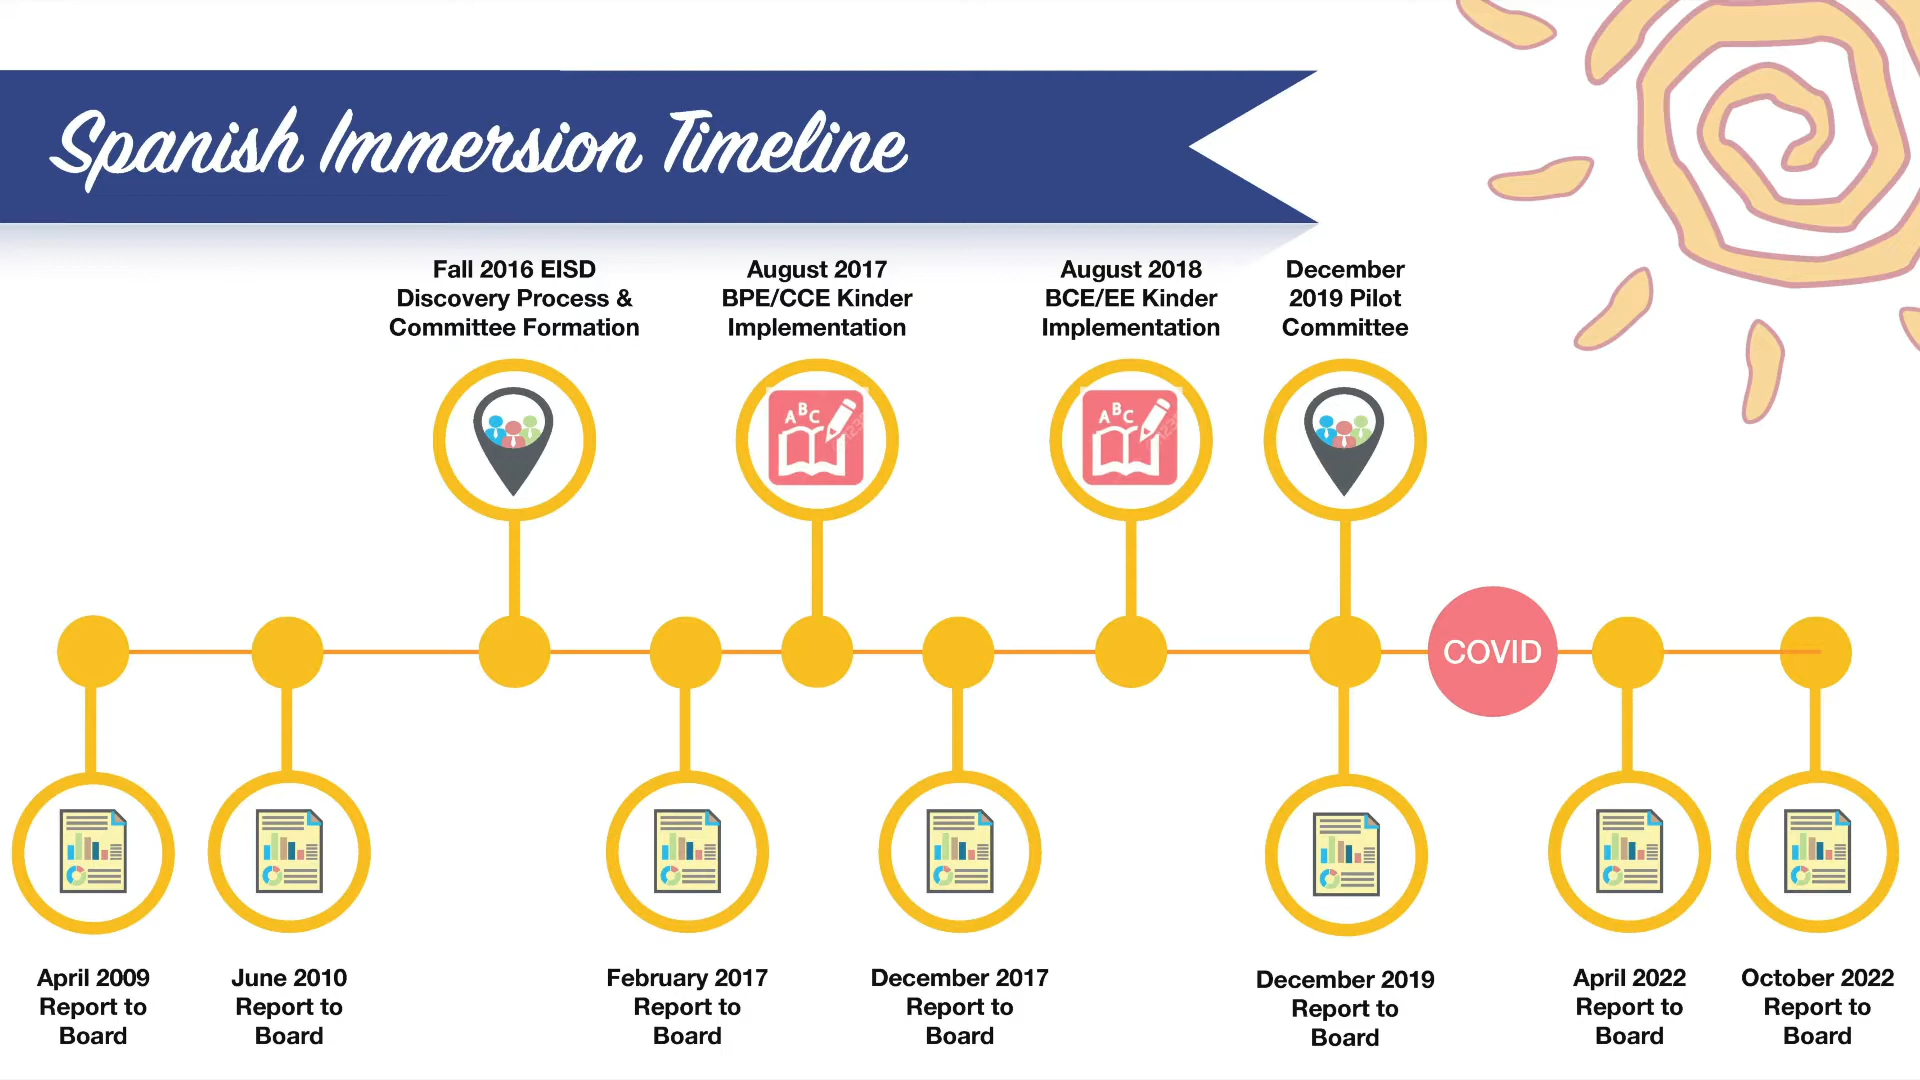 Spanish Immersion Timeline
Fall 2016 EISD
Discovery Process &
Committee Formation
August 2017
BPE/CCE Kinder
Implementation
August 2018
BCE/EE Kinder
Implementation
December
2019 Pilot
Committee
ABC
ABC
COVID
April 2009
Report to
Board
June 2010
Report to
Board
February 2017
Report to
Board
December 2017
Report to
Board
December 2019
Report to
Board
April 2022
Report to
Board
October 2022
Report to
Board